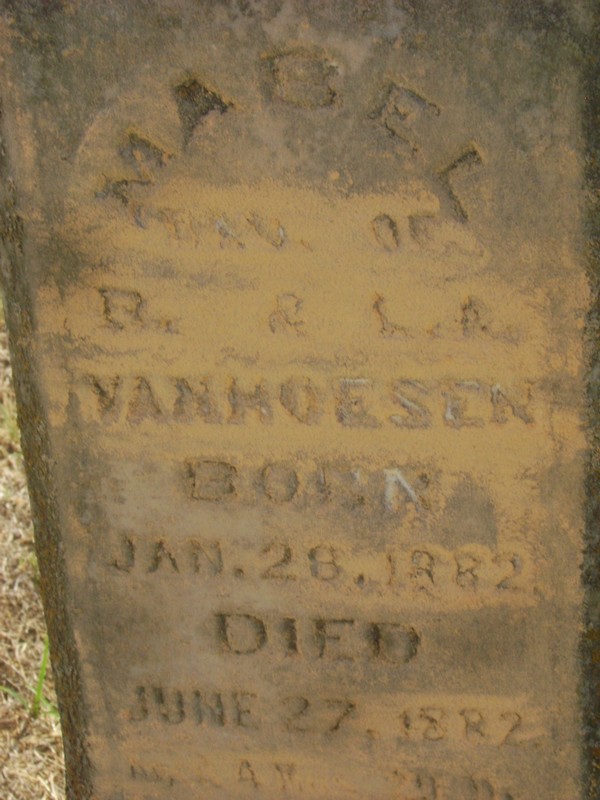 MABEL
DAU. OF
R. & L.A.
VANHOESEN
BORN
JAN. 28, 1882.
DIED
JUNE 27, 1882.